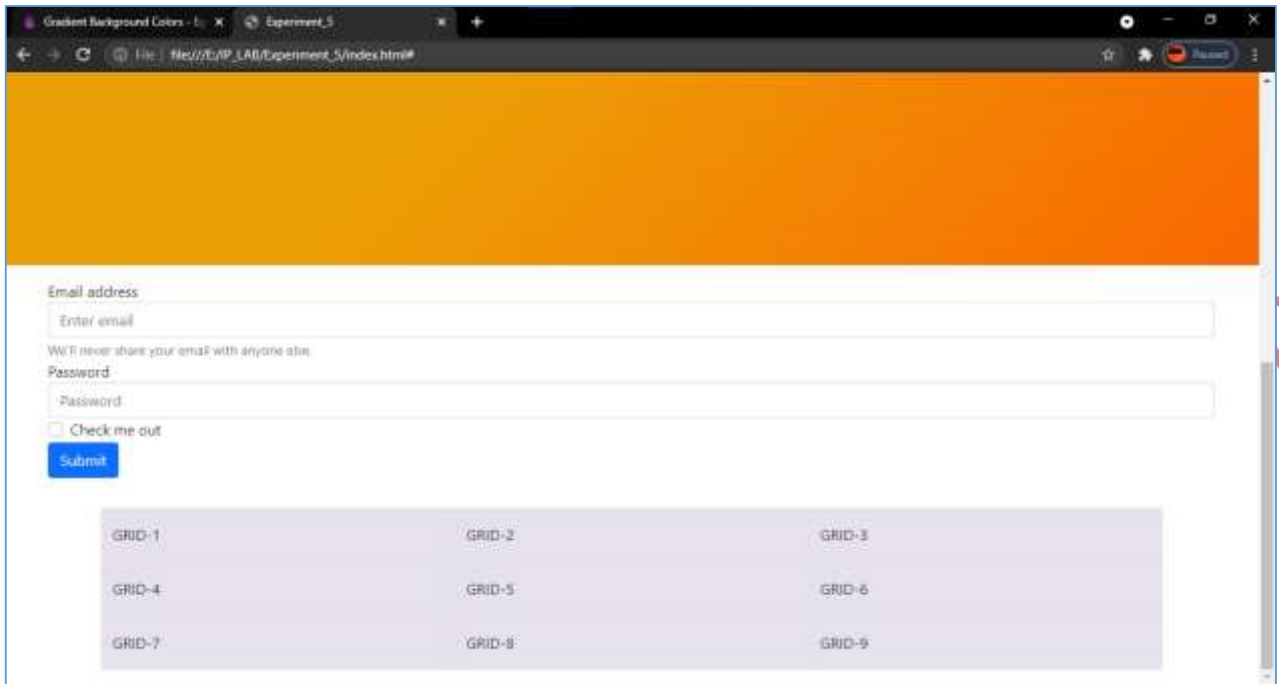 Gradient Background Colors - E
Experiment_5
File
file:///E:/IP_LAB/Experiment_5/index.html#
Paused
Email address
Enter email
We'll never share your email with anyone else.
Password
Password
Check me out
Submit
GRID-1 GRID-2 GRID-3
GRID-4 GRID-5 GRID-6
GRID-7 GRID-8 GRID-9